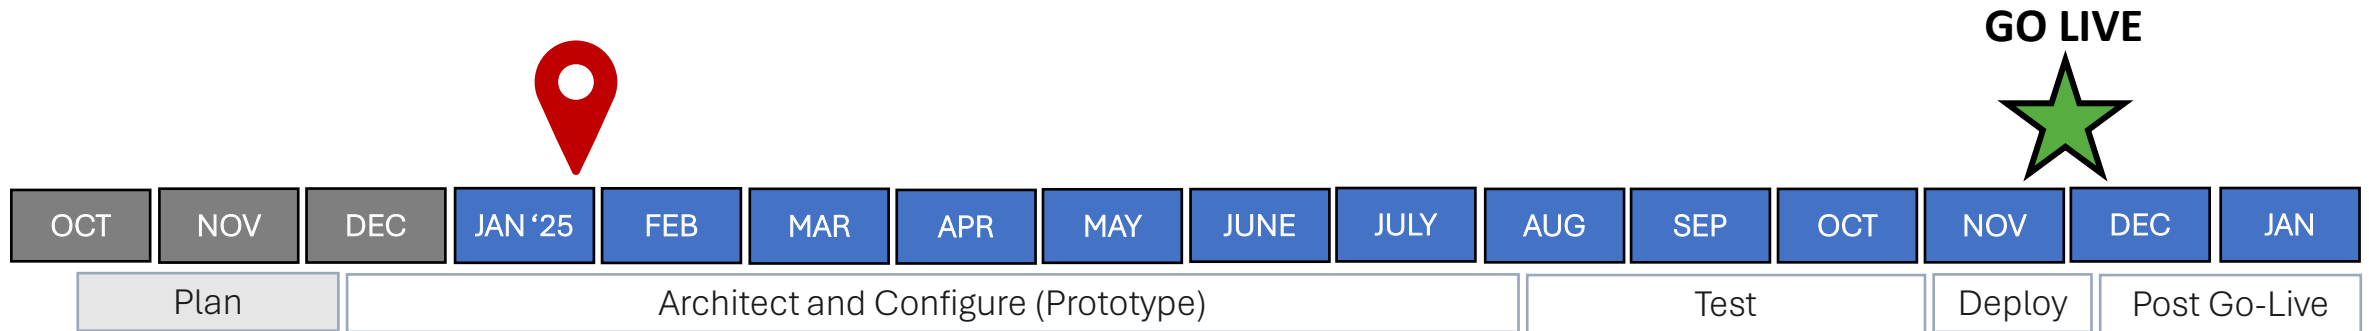 GO LIVE
OCT NOV DEC JAN ‘25 FEB MAR APR MAY JUNE JULY AUG SEP OCT NOV DEC JAN
Plan Architect and Configure (Prototype) Test Deploy Post Go-Live